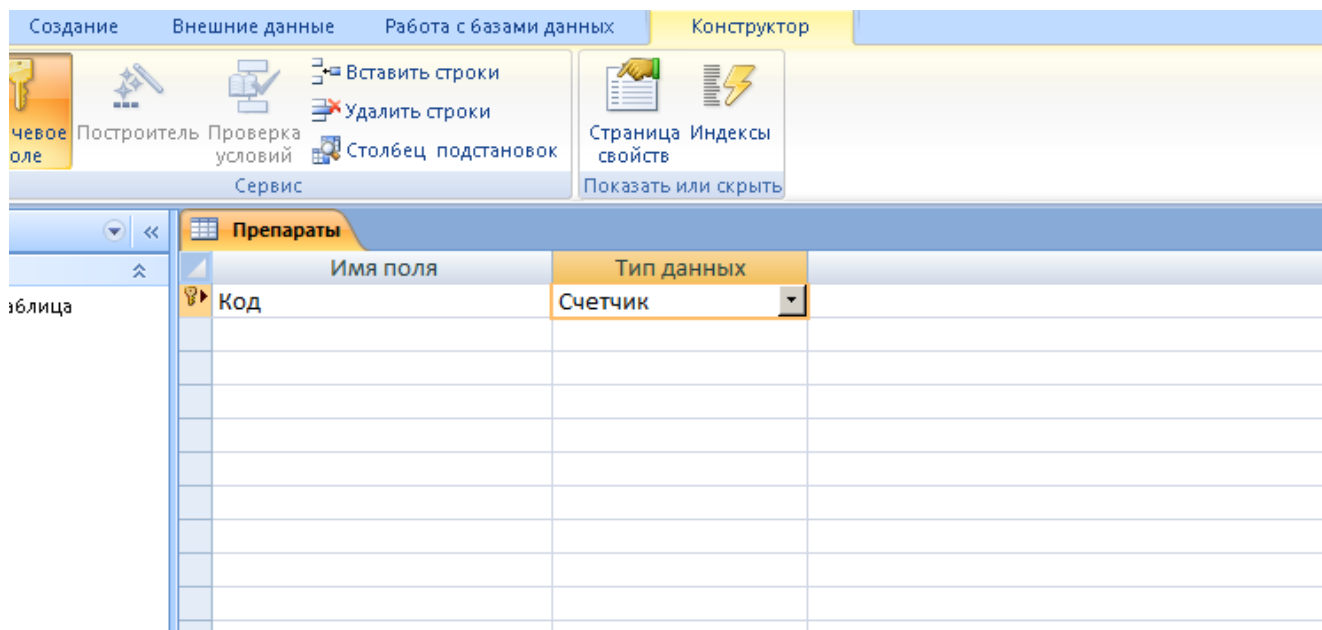 Создание Внешние данные Работа с базами данных Конструктор
Вставить строки
Удалить строки
чевое Построитель Проверка Столбец подстановок Страница Индексы
оле условий свойств
Сервис Показать или скрыть
Препараты
Имя поля Тип данных
аблица Код Счетчик